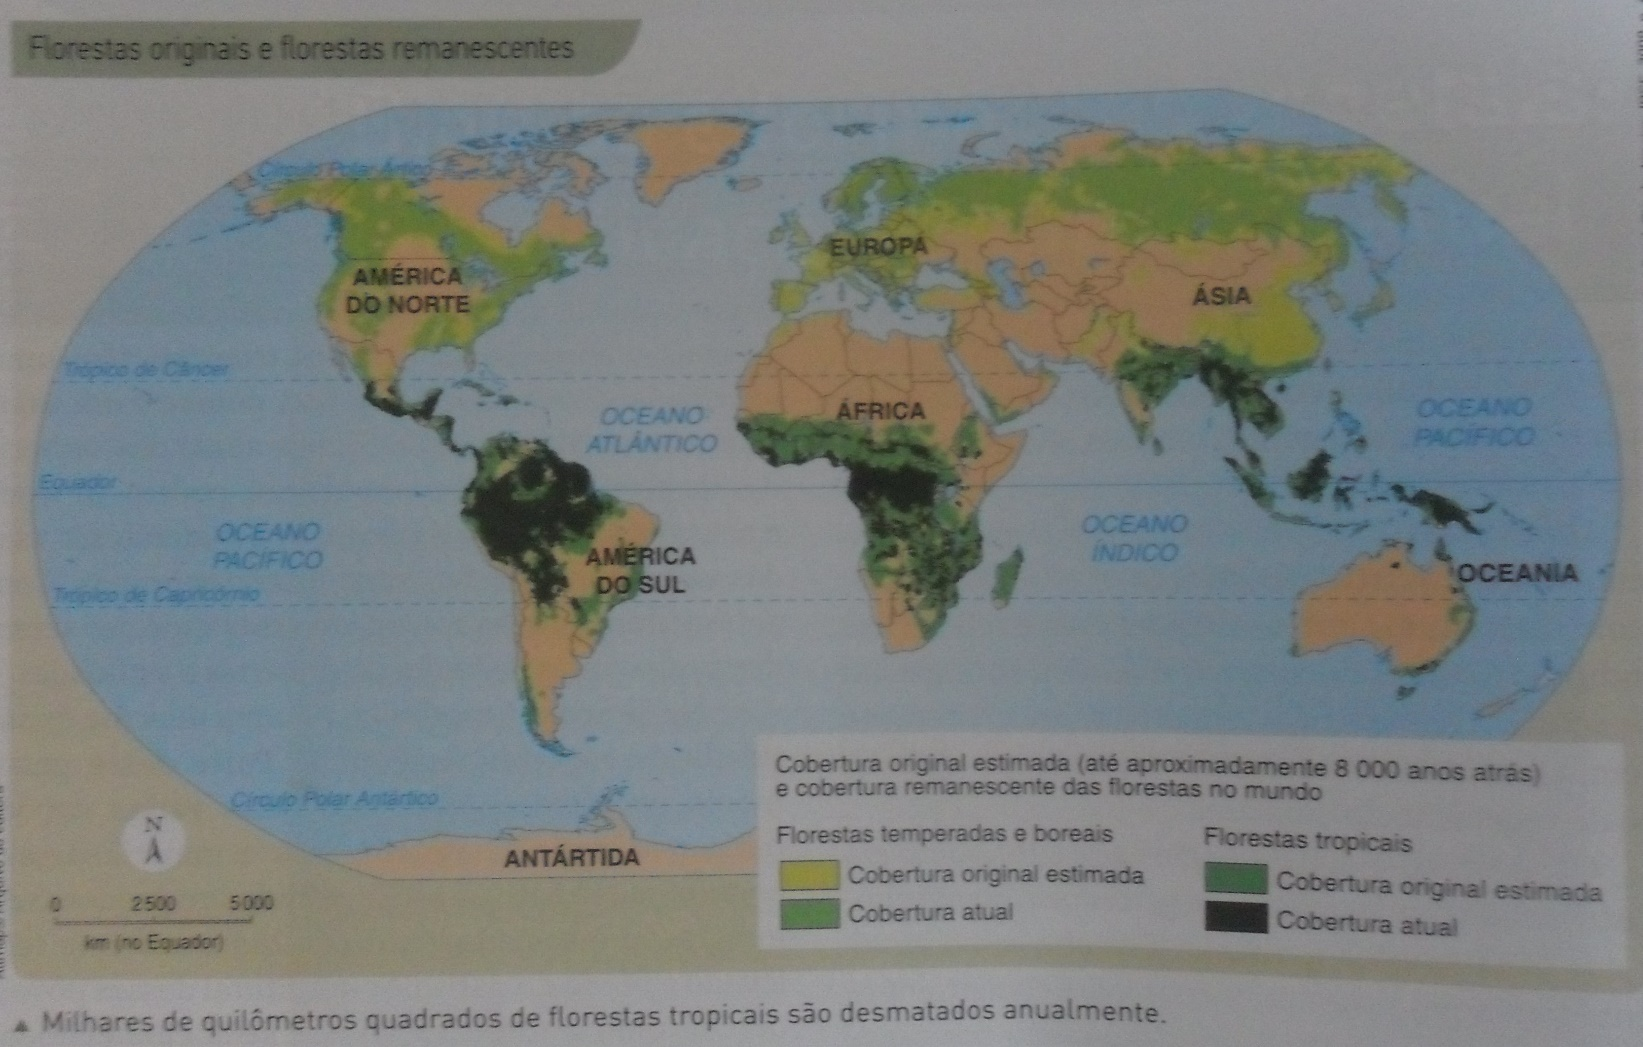 Florestas originais e florestas remanescentes
Círculo Polar Ártico
AMÉRICA
DO NORTE
EUROPA
ÁSIA
Trópico de Câncer
OCEANO
ATLÂNTICO
ÁFRICA
OCEANO
PACÍFICO
Equador
OCEANO
PACÍFICO
AMÉRICA
DO SUL
OCEANO
ÍNDICO
OCEANIA
Trópico de Capricórnio
Círculo Polar Antártico
ANTÁRTIDA
N
0 2 500 5 000
km (no Equador)
Cobertura original estimada (até aproximadamente 8 000 anos atrás)
e cobertura remanescente das florestas no mundo
Florestas temperadas e boreais
Cobertura original estimada
Cobertura atual
Florestas tropicais
Cobertura original estimada
Cobertura atual
▲ Milhares de quilômetros quadrados de florestas tropicais são desmatados anualmente.